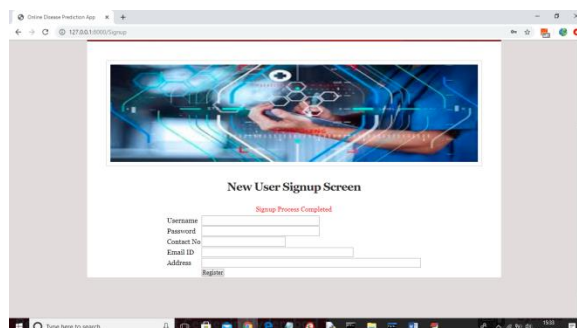 Online Disease Prediction App
127.0.0.1:8000/Signup
New User Signup Screen
Signup Process Completed
Username
Password
Contact No
Email ID
Address
Register
Type here to search
1533